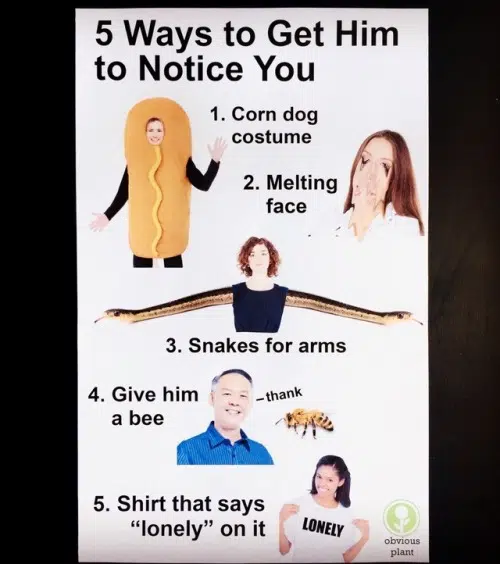 5 Ways to Get Him
to Notice You
1. Corn dog
costume
2. Melting
face
3. Snakes for arms
4. Give him
a bee
thank
5. Shirt that says
“lonely” on it
LONELY
obvious
plant